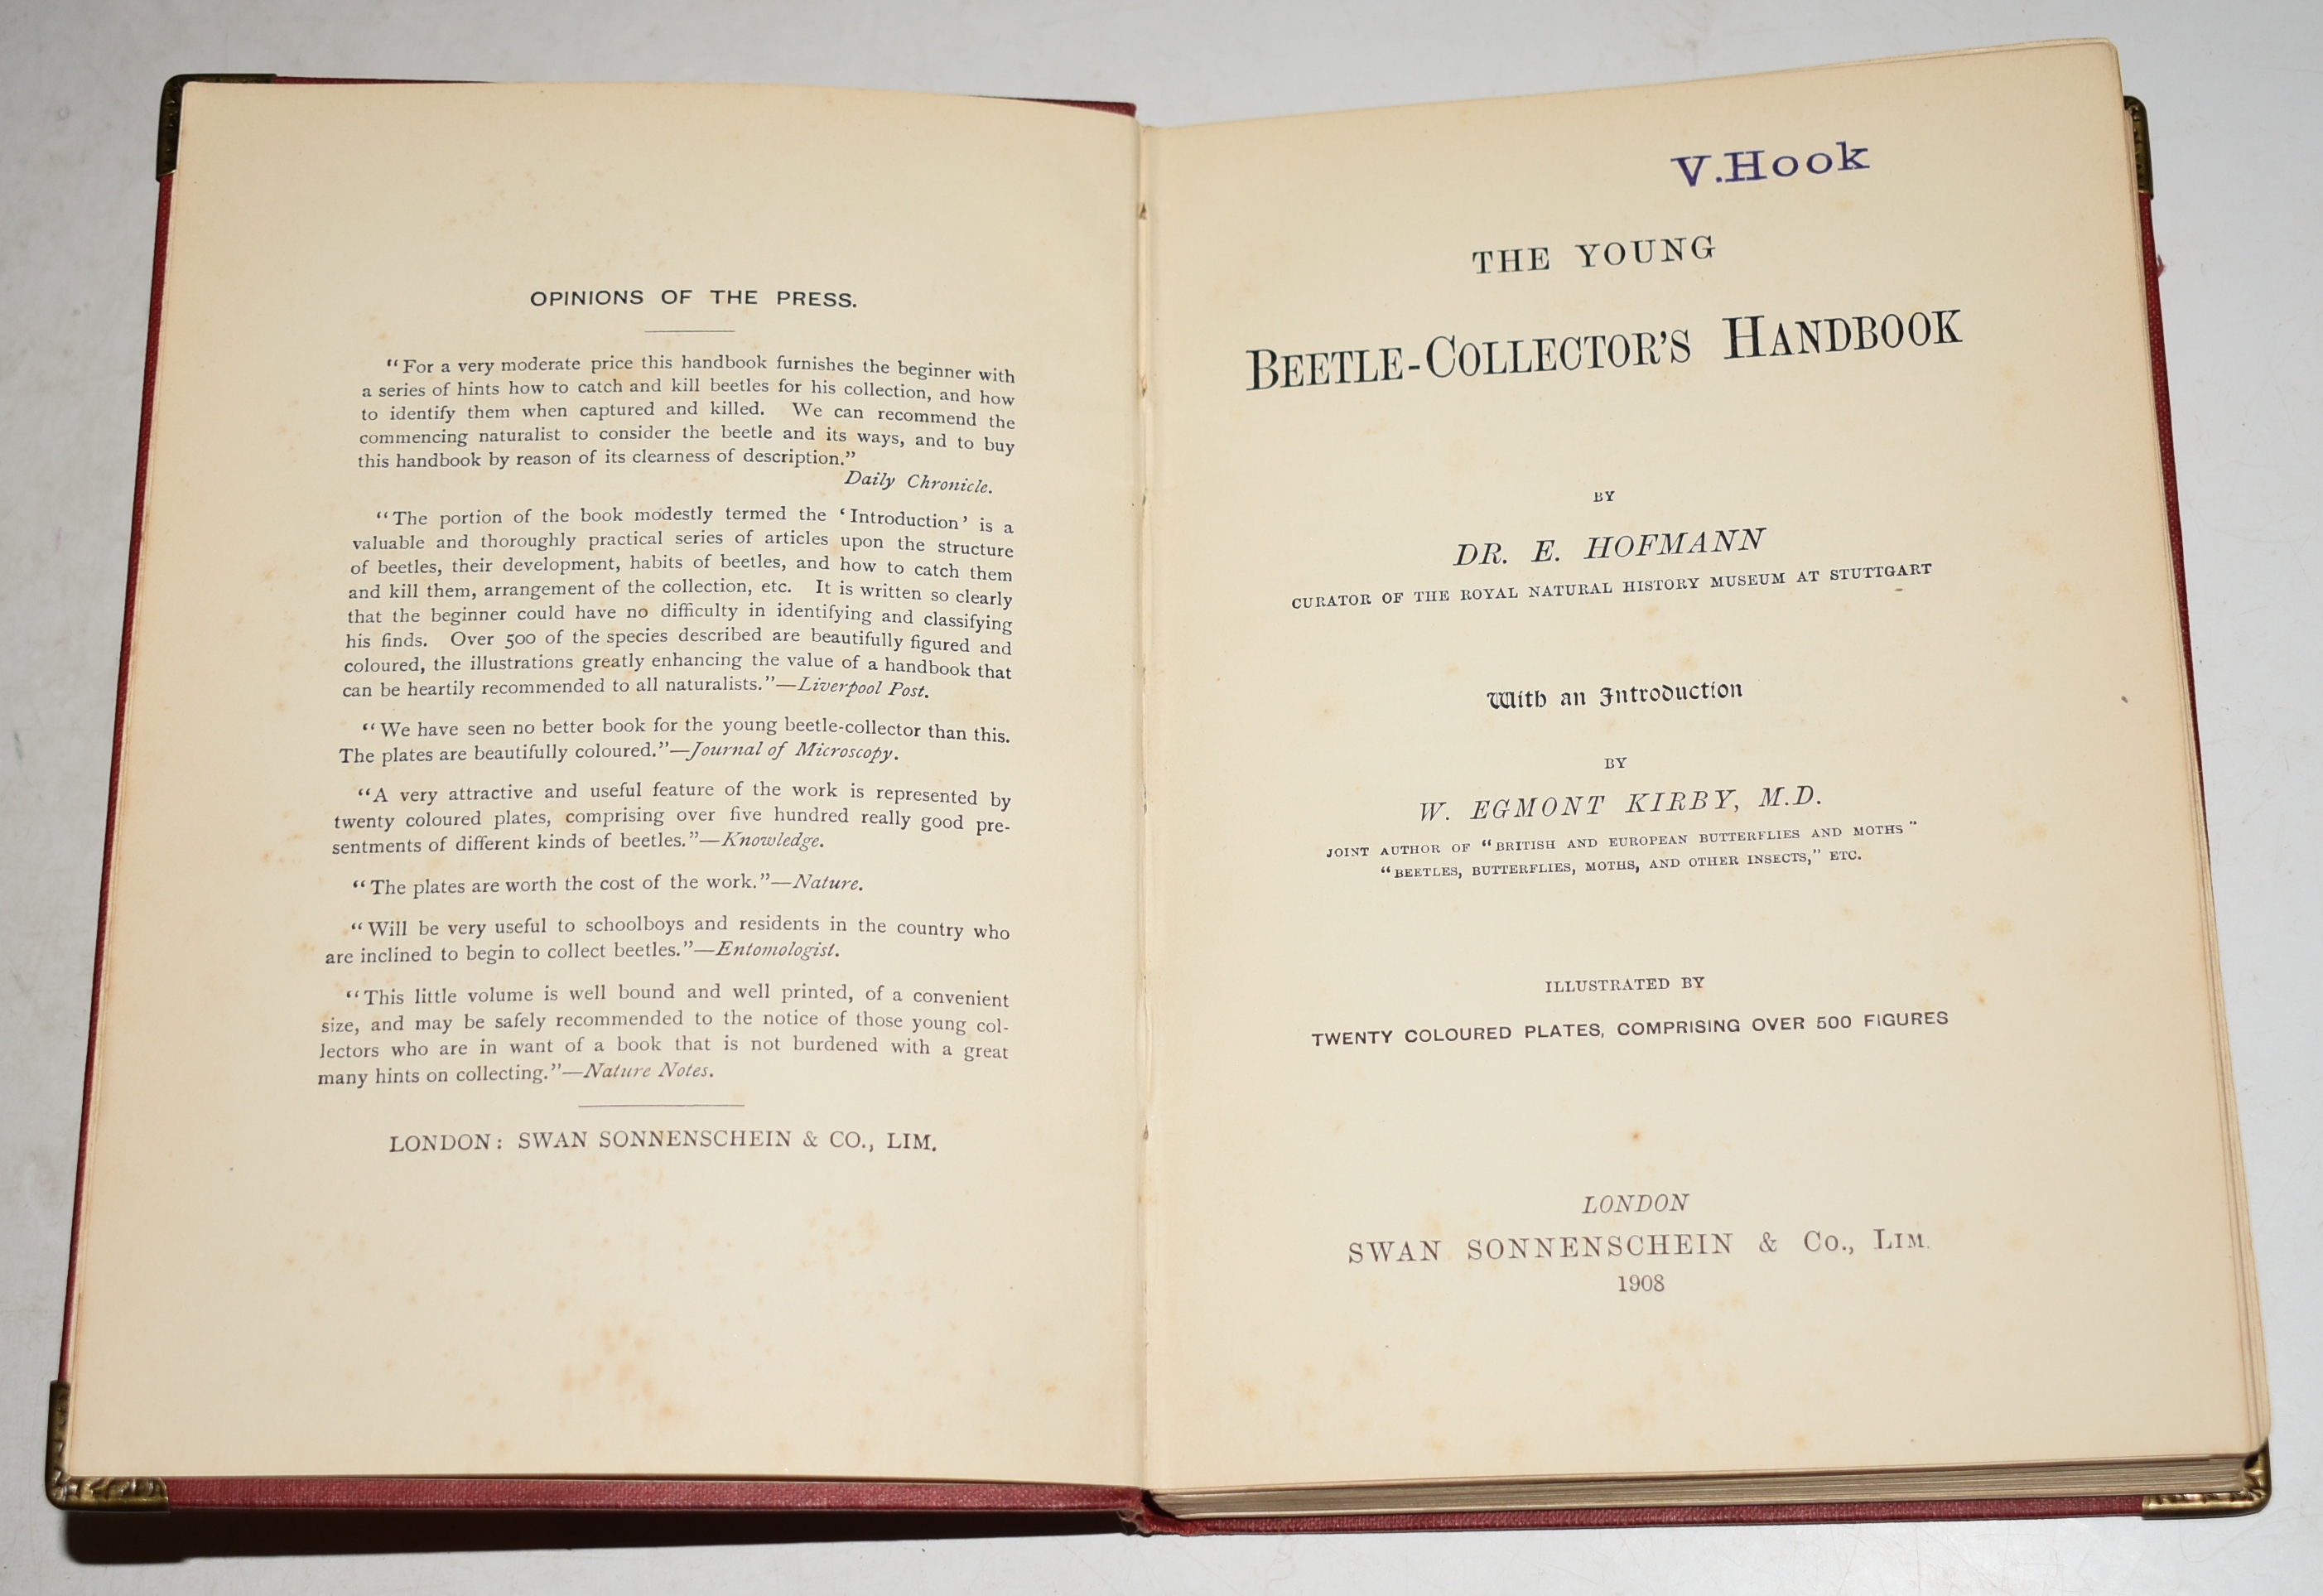 OPINIONS OF THE PRESS.
“For a very moderate price this handbook furnishes the beginner with
a series of hints how to catch and kill beetles for his collection, and how
to identify them when captured and killed. We can recommend the
commencing naturalist to consider the beetle and its ways, and to buy
this handbook by reason of its clearness of description.”
Daily Chronicle.
“The portion of the book modestly termed the ‘Introduction’ is a
valuable and thoroughly practical series of articles upon the structure
of beetles, their development, habits of beetles, and how to catch them
and kill them, arrangement of the collection, etc. It is written so clearly
that the beginner could have no difficulty in identifying and classifying
his finds. Over 500 of the species described are beautifully figured and
coloured, the illustrations greatly enhancing the value of a handbook that
can be heartily recommended to all naturalists.”—Liverpool Post.
“We have seen no better book for the young beetle-collector than this.
The plates are beautifully coloured.”—Journal of Microscopy.
“A very attractive and useful feature of the work is represented by
twenty coloured plates, comprising over five hundred really good pre-
sentments of different kinds of beetles.”—Knowledge.
“The plates are worth the cost of the work.”—Nature.
“Will be very useful to schoolboys and residents in the country who
are inclined to begin to collect beetles.”—Entomologist.
“This little volume is well bound and well printed, of a convenient
size, and may be safely recommended to the notice of those young col-
lectors who are in want of a book that is not burdened with a great
many hints on collecting.”—Nature Notes.
LONDON: SWAN SONNENSCHEIN & CO., LIM.
V.Hook
THE YOUNG
BEETLE-COLLECTOR'S HANDBOOK
BY
DR. E. HOFMANN
CURATOR OF THE ROYAL NATURAL HISTORY MUSEUM AT STUTTGART
With an Introduction
BY
W. EGMONT KIRBY, M.D.
JOINT AUTHOR OF “BRITISH AND EUROPEAN BUTTERFLIES AND MOTHS”
“BEETLES, BUTTERFLIES, MOTHS, AND OTHER INSECTS,” ETC.
ILLUSTRATED BY
TWENTY COLOURED PLATES, COMPRISING OVER 500 FIGURES
LONDON
SWAN SONNENSCHEIN & Co., LIM.
1908